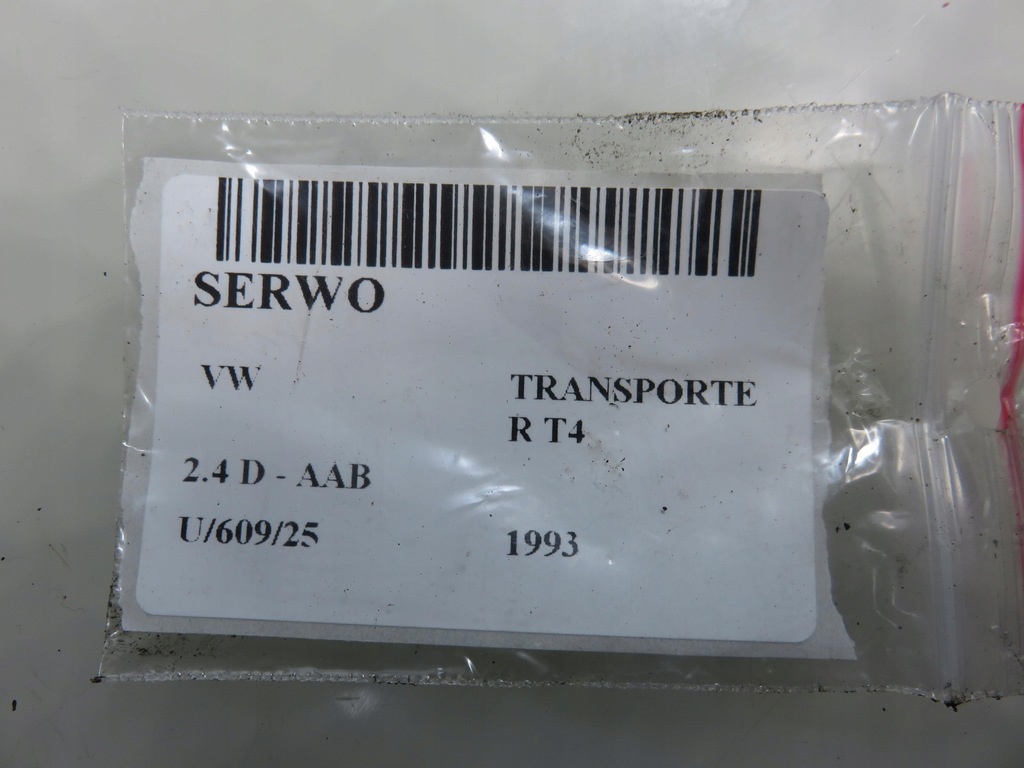 SERWO
VW
TRANSPORTE
R T4
2.4 D - AAB
U/609/25
1993